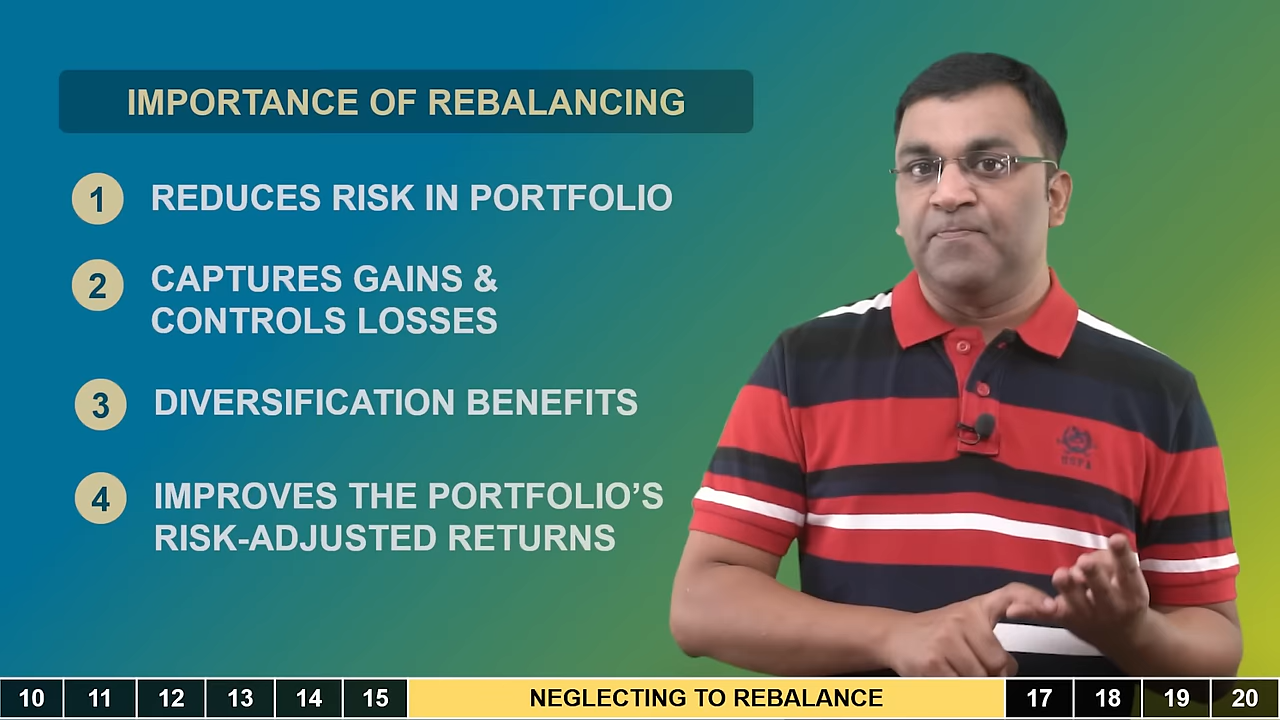 IMPORTANCE OF REBALANCING
1 REDUCES RISK IN PORTFOLIO
2 CAPTURES GAINS &
CONTROLS LOSSES
3 DIVERSIFICATION BENEFITS
4 IMPROVES THE PORTFOLIO'S
RISK-ADJUSTED RETURNS
10 11 12 13 14 15 NEGLECTING TO REBALANCE 17 18 19 20